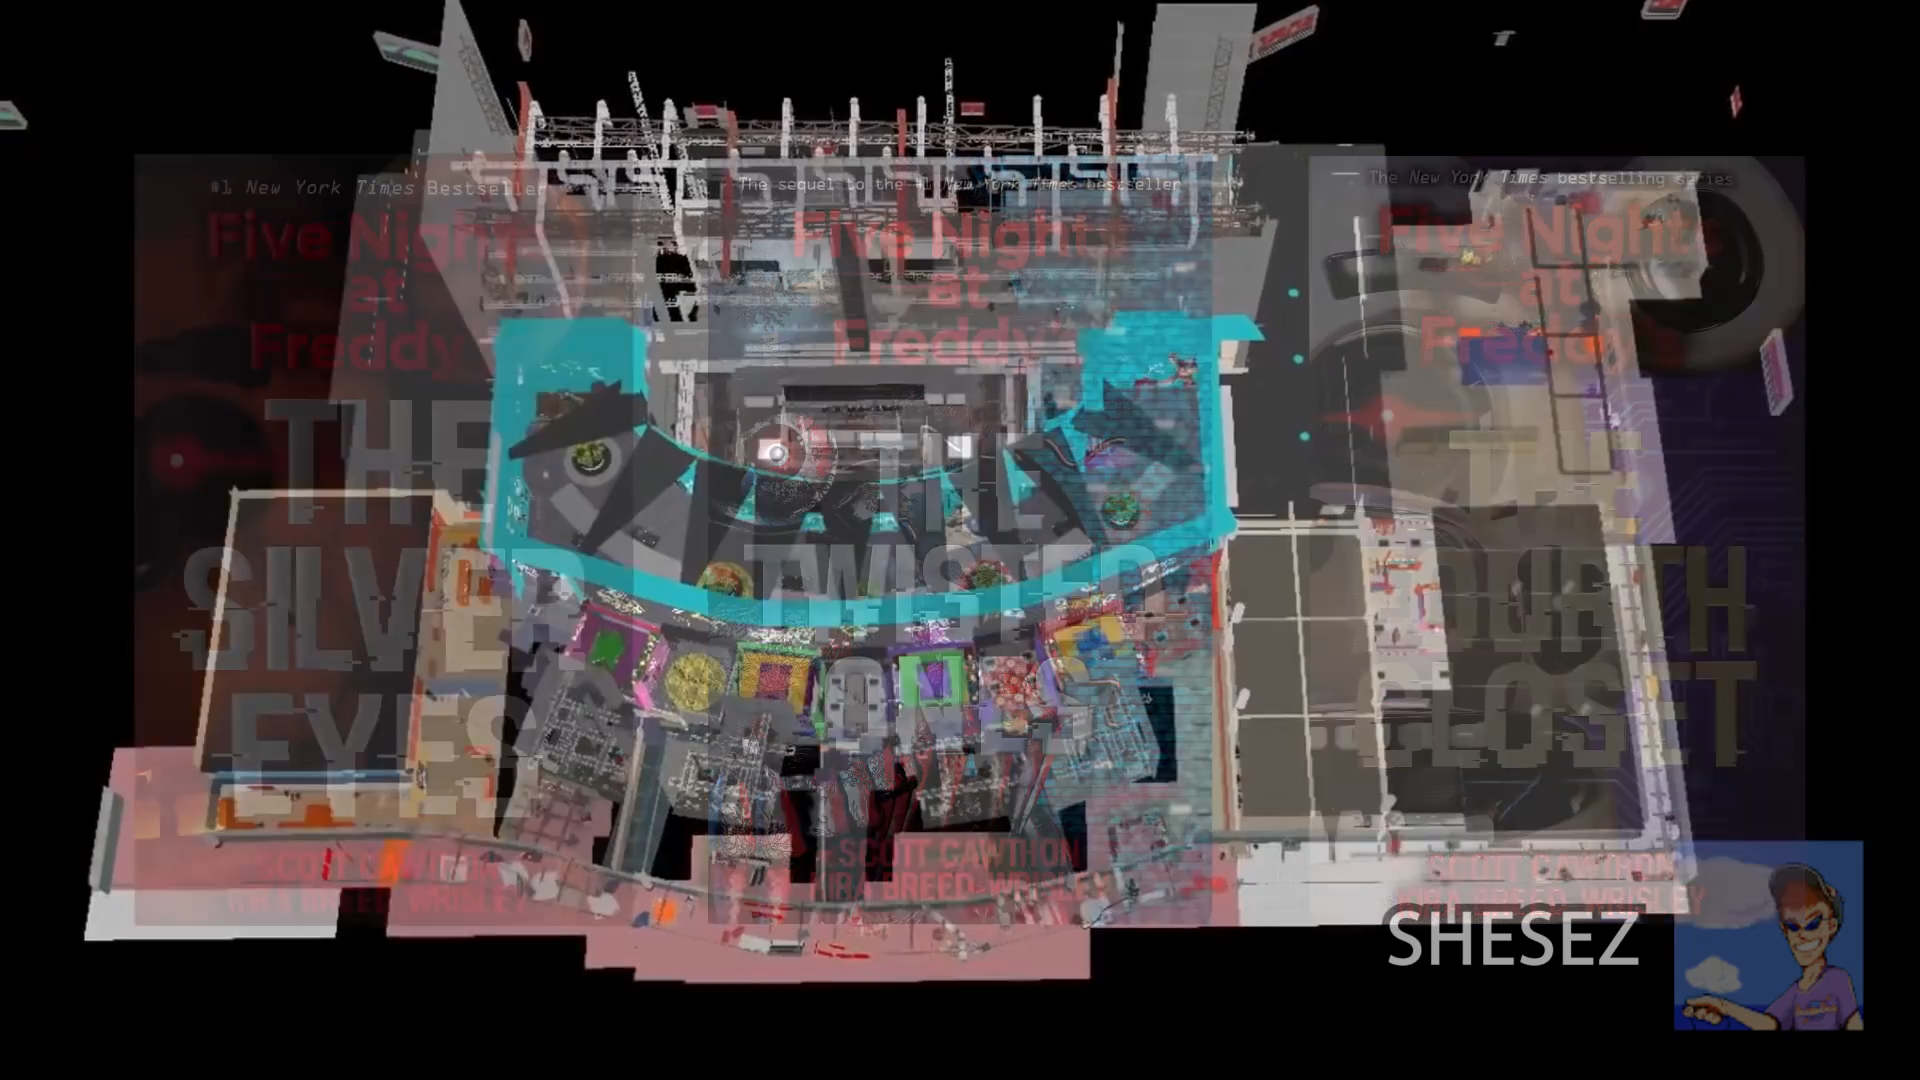 #1 New York Times Bestseller
Five Nights
at
Freddy's
THE
SILVER
EYES
SCOTT CAWTHON
KIRA BREED-WRISLEY
The sequel to the #1 New York Times bestseller
Five Nights
at
Freddy's
THE
TWISTED
ONES
SCOTT CAWTHON
KIRA BREED-WRISLEY
The New York Times bestselling series
Five Nights
at
Freddy's
THE
FOURTH
CLOSET
SCOTT CAWTHON
KIRA BREED-WRISLEY
SHESEZ